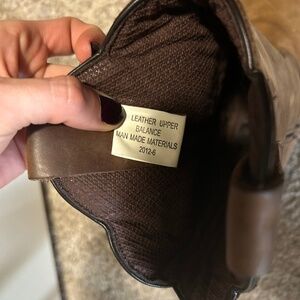 LEATHER UPPER
BALANCE
MAN MADE MATERIALS
2012-6